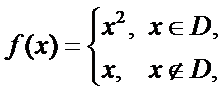 f(x) = { x², x ∈ D,
x, x ∉ D,